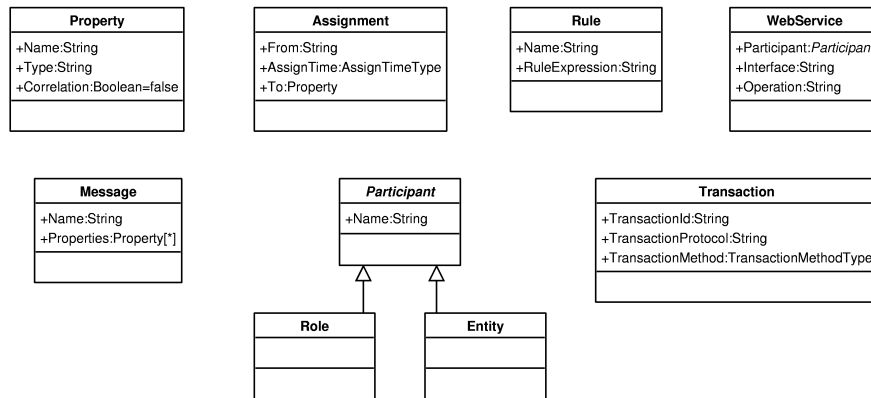 Property
+Name:String
+Type:String
+Correlation:Boolean=false
Assignment
+From:String
+AssignTime:AssignTimeType
+To:Property
Rule
+Name:String
+RuleExpression:String
WebService
+Participant:Participan
+Interface:String
+Operation:String
Message
+Name:String
+Properties:Property[*]
Participant
+Name:String
Transaction
+TransactionId:String
+TransactionProtocol:String
+TransactionMethod:TransactionMethodType
Role
Entity